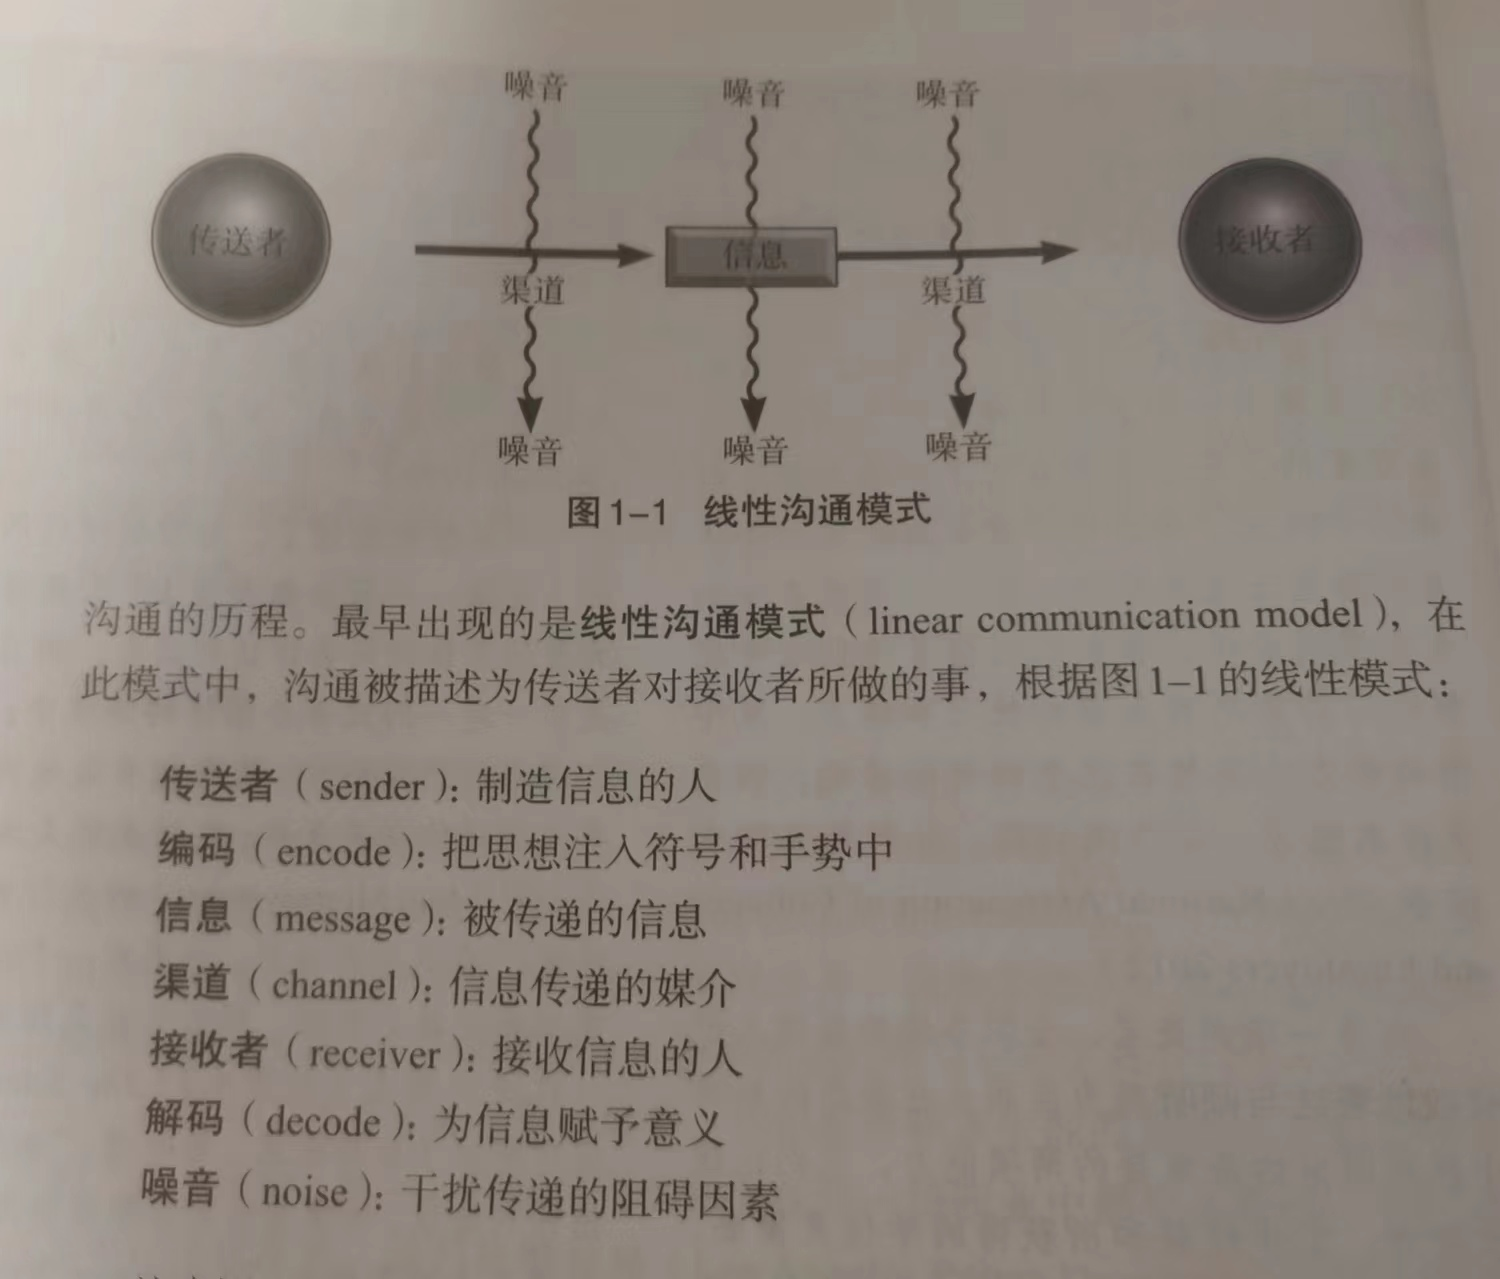 噪音 噪音 噪音
传送者 信息 接收者
渠道 渠道
噪音 噪音 噪音
图1-1 线性沟通模式
沟通的历程。最早出现的是线性沟通模式(linear communication model),在
此模式中,沟通被描述为传送者对接收者所做的事,根据图1-1的线性模式:
传送者(sender):制造信息的人
编码(encode):把思想注入符号和手势中
信息(message):被传递的信息
渠道(channel):信息传递的媒介
接收者(receiver):接收信息的人
解码(decode):为信息赋予意义
噪音(noise):干扰传递的阻碍因素